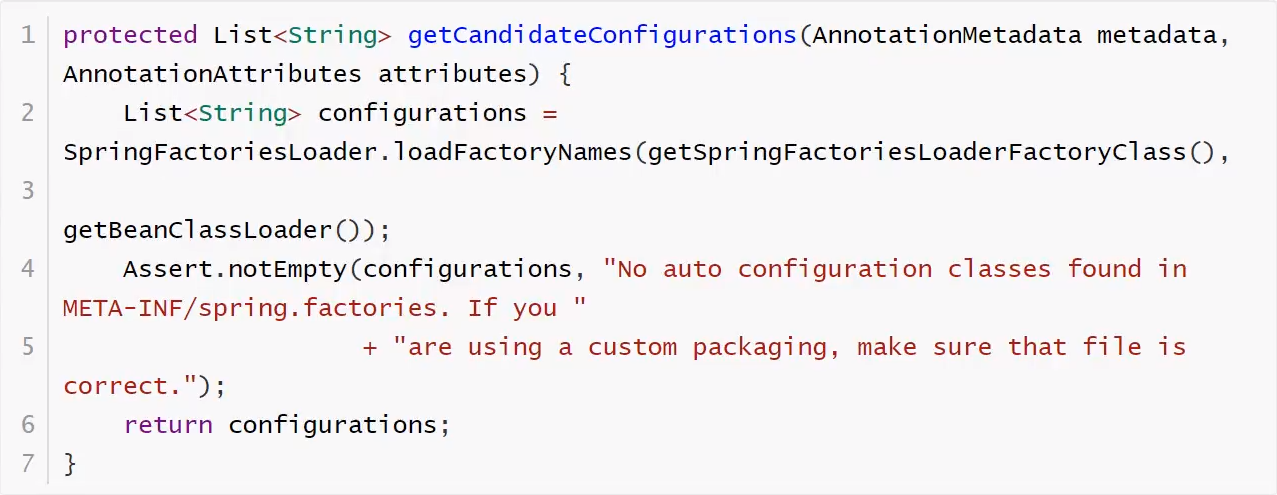 1 protected List<String> getCandidateConfigurations(AnnotationMetadata metadata,
AnnotationAttributes attributes) {
2     List<String> configurations =
SpringFactoriesLoader.loadFactoryNames(getSpringFactoriesLoaderFactoryClass(),
3
getBeanClassLoader());
4     Assert.notEmpty(configurations, "No auto configuration classes found in
META-INF/spring.factories. If you "
5                     + "are using a custom packaging, make sure that file is
correct.");
6     return configurations;
7 }